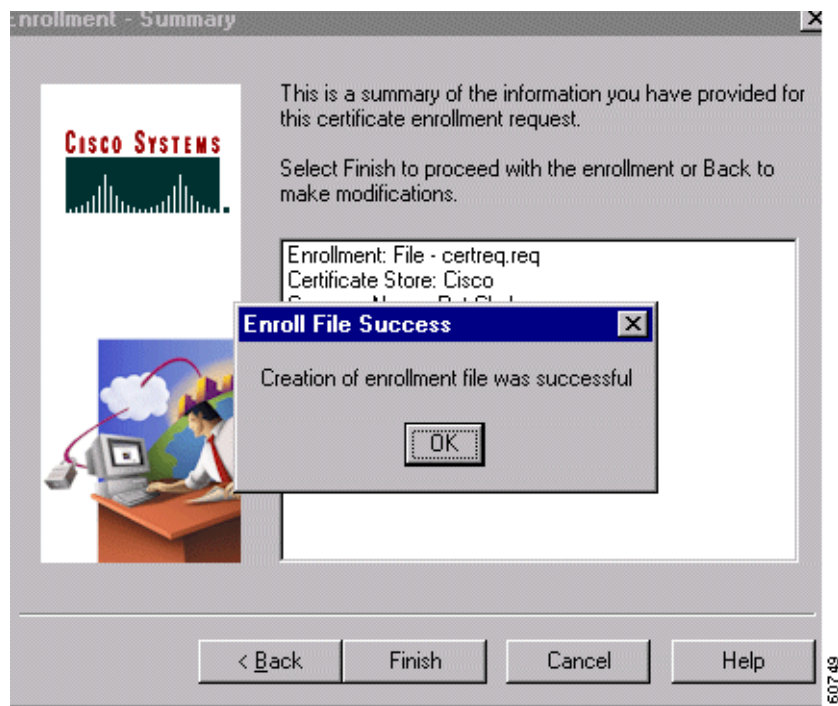 Enrollment - Summary
CISCO SYSTEMS
This is a summary of the information you have provided for
this certificate enrollment request.
Select Finish to proceed with the enrollment or Back to
make modifications.
Enrollment: File - certreq.req
Certificate Store: Cisco
Enroll File Success
Creation of enrollment file was successful
OK
< Back
Finish
Cancel
Help
60749